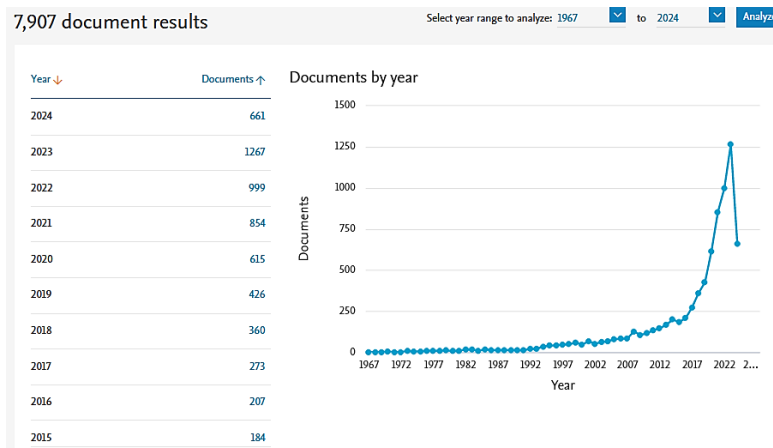 7,907 document results
Select year range to analyze: 1967 to 2024 Analyze
Year Documents
2024 661
2023 1267
2022 999
2021 854
2020 615
2019 426
2018 360
2017 273
2016 207
2015 184
Documents by year
1500
1250
1000
750
500
250
0
Documents
1967 1972 1977 1982 1987 1992 1997 2002 2007 2012 2017 2022 2...
Year